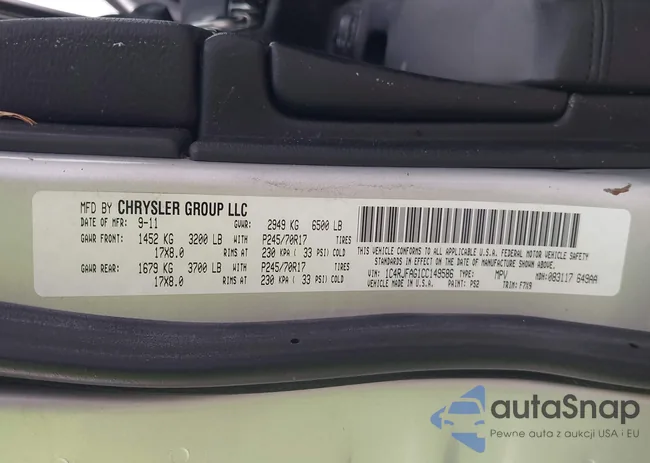 MFD BY CHRYSLER GROUP LLC
DATE OF MFR: 9-11 GVWR: 2949 KG 6500 LB
GAWR FRONT: 1452 KG 3200 LB WITH P245/70R17 TIRES
17X8.0 RIMS AT 230 KPA ( 33 PSI) COLD
GAWR REAR: 1679 KG 3700 LB WITH P245/70R17 TIRES
17X8.0 RIMS AT 230 KPA ( 33 PSI) COLD
THIS VEHICLE CONFORMS TO ALL APPLICABLE U.S.A. FEDERAL MOTOR VEHICLE SAFETY
STANDARDS IN EFFECT ON THE DATE OF MANUFACTURE SHOWN ABOVE.
VIN: 1C4RJFAG1CC149586 TYPE: MPV MDH: 083117 649AA
VEHICLE MADE IN U.S.A. PAINT: PS2 TRIM: F7X9
autaSnap
Pewne auta z aukcji USA i EU